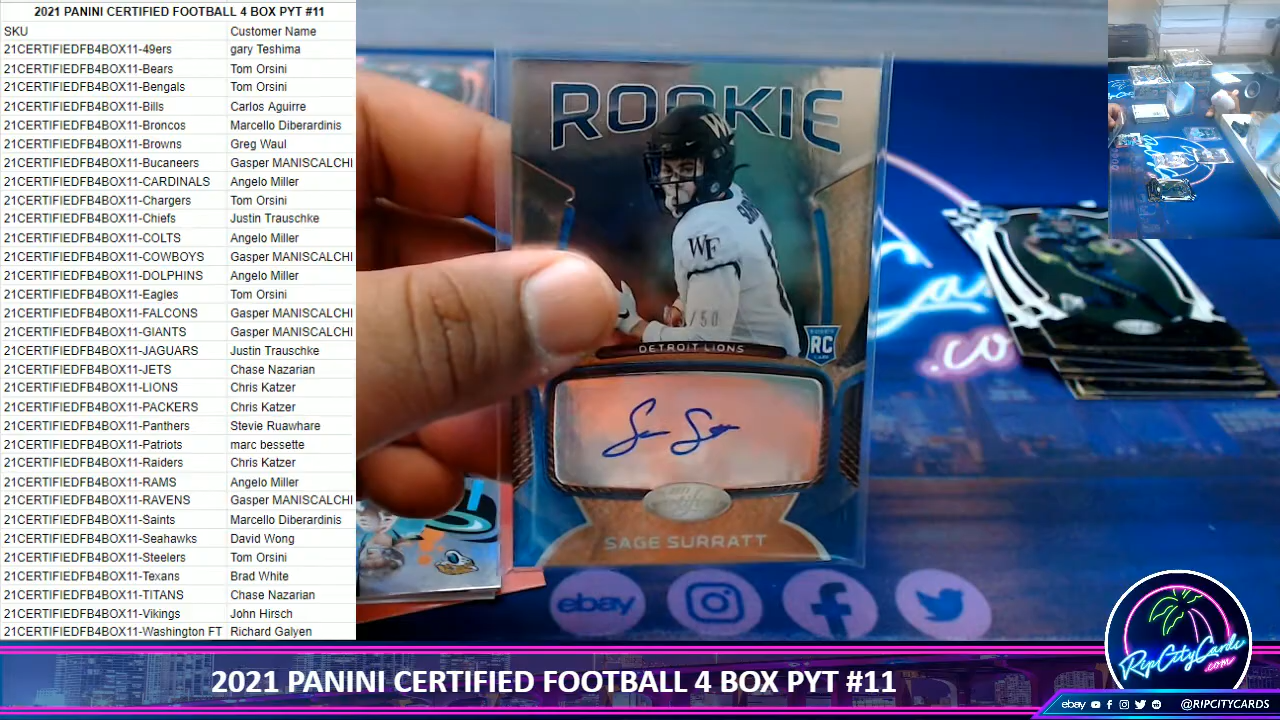 2021 PANINI CERTIFIED FOOTBALL 4 BOX PYT #11
SKU Customer Name
21CERTIFIEDFB4BOX11-49ers gary Teshima
21CERTIFIEDFB4BOX11-Bears Tom Orsini
21CERTIFIEDFB4BOX11-Bengals Tom Orsini
21CERTIFIEDFB4BOX11-Bills Carlos Aguirre
21CERTIFIEDFB4BOX11-Broncos Marcello Diberardinis
21CERTIFIEDFB4BOX11-Browns Greg Waul
21CERTIFIEDFB4BOX11-Bucaneers Gasper MANISCALCHI
21CERTIFIEDFB4BOX11-CARDINALS Angelo Miller
21CERTIFIEDFB4BOX11-Chargers Tom Orsini
21CERTIFIEDFB4BOX11-Chiefs Justin Trauschke
21CERTIFIEDFB4BOX11-COLTS Angelo Miller
21CERTIFIEDFB4BOX11-COWBOYS Gasper MANISCALCHI
21CERTIFIEDFB4BOX11-DOLPHINS Angelo Miller
21CERTIFIEDFB4BOX11-Eagles Tom Orsini
21CERTIFIEDFB4BOX11-FALCONS Gasper MANISCALCHI
21CERTIFIEDFB4BOX11-GIANTS Gasper MANISCALCHI
21CERTIFIEDFB4BOX11-JAGUARS Justin Trauschke
21CERTIFIEDFB4BOX11-JETS Chase Nazarian
21CERTIFIEDFB4BOX11-LIONS Chris Katzer
21CERTIFIEDFB4BOX11-PACKERS Chris Katzer
21CERTIFIEDFB4BOX11-Panthers Stevie Ruawhare
21CERTIFIEDFB4BOX11-Patriots marc bessette
21CERTIFIEDFB4BOX11-Raiders Chris Katzer
21CERTIFIEDFB4BOX11-RAMS Angelo Miller
21CERTIFIEDFB4BOX11-RAVENS Gasper MANISCALCHI
21CERTIFIEDFB4BOX11-Saints Marcello Diberardinis
21CERTIFIEDFB4BOX11-Seahawks David Wong
21CERTIFIEDFB4BOX11-Steelers Tom Orsini
21CERTIFIEDFB4BOX11-Texans Brad White
21CERTIFIEDFB4BOX11-TITANS Chase Nazarian
21CERTIFIEDFB4BOX11-Vikings John Hirsch
21CERTIFIEDFB4BOX11-Washington FT Richard Galyen
ROOKIE
W
WF
/50
DETROIT LIONS
RC
SAGE SURRATT
.co
ebay
RipCityCards
.com
2021 PANINI CERTIFIED FOOTBALL 4 BOX PYT #11
ebay @RIPCITYCARDS